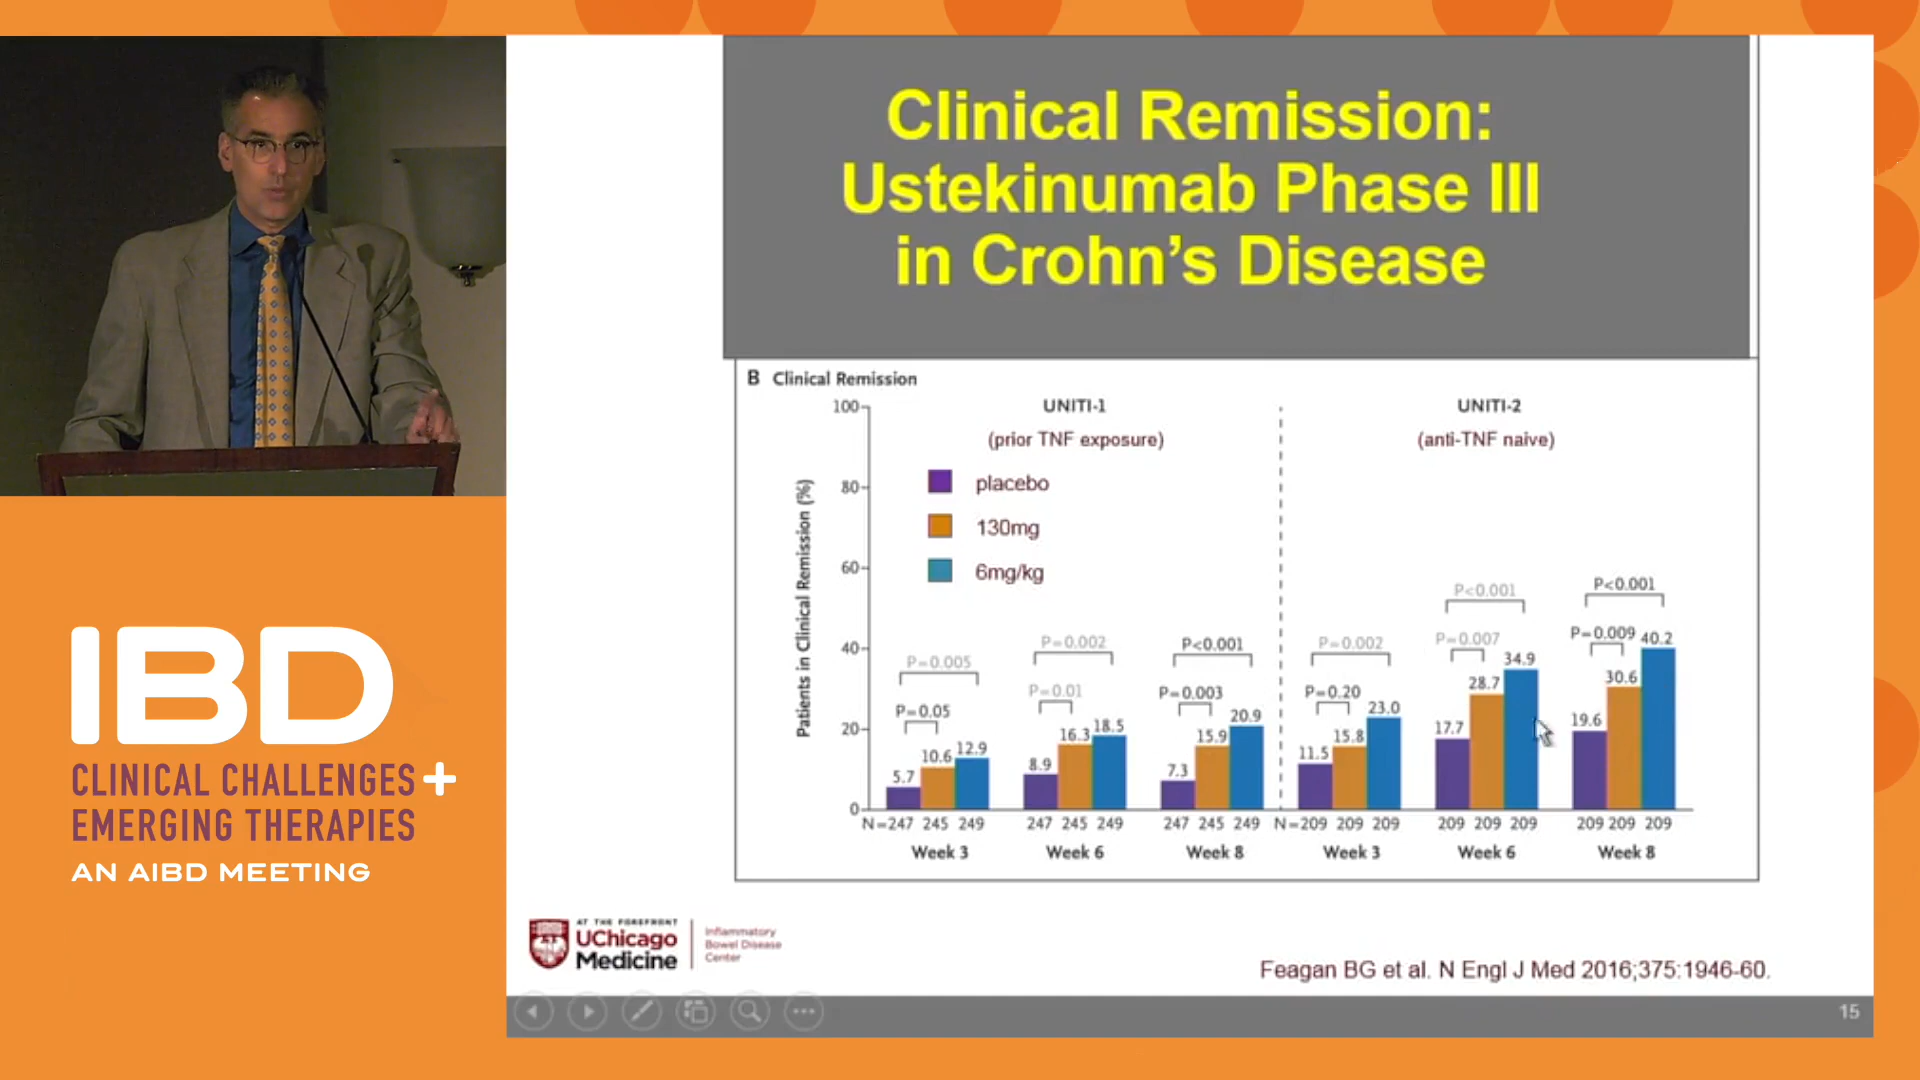 Clinical Remission:
Ustekinumab Phase III
in Crohn's Disease
B Clinical Remission
UNITI-1
(prior TNF exposure)
UNITI-2
(anti-TNF naive)
Patients in Clinical Remission (%)
100
80
60
40
20
0
placebo
130mg
6mg/kg
P=0.005
P=0.05
5.7
10.6
12.9
P=0.002
P=0.01
8.9
16.3
18.5
P<0.001
P=0.003
7.3
15.9
20.9
P=0.002
P=0.20
11.5
15.8
23.0
P<0.001
P=0.007
17.7
28.7
34.9
P<0.001
P=0.009
19.6
30.6
40.2
N=247 245 249 247 245 249 247 245 249 N=209 209 209 209 209 209 209 209 209
Week 3 Week 6 Week 8 Week 3 Week 6 Week 8
IBD
CLINICAL CHALLENGES +
EMERGING THERAPIES
AN AIBD MEETING
AT THE FOREFRONT
UChicago
Medicine
Inflammatory
Bowel Disease
Center
Feagan BG et al. N Engl J Med 2016;375:1946-60.
15